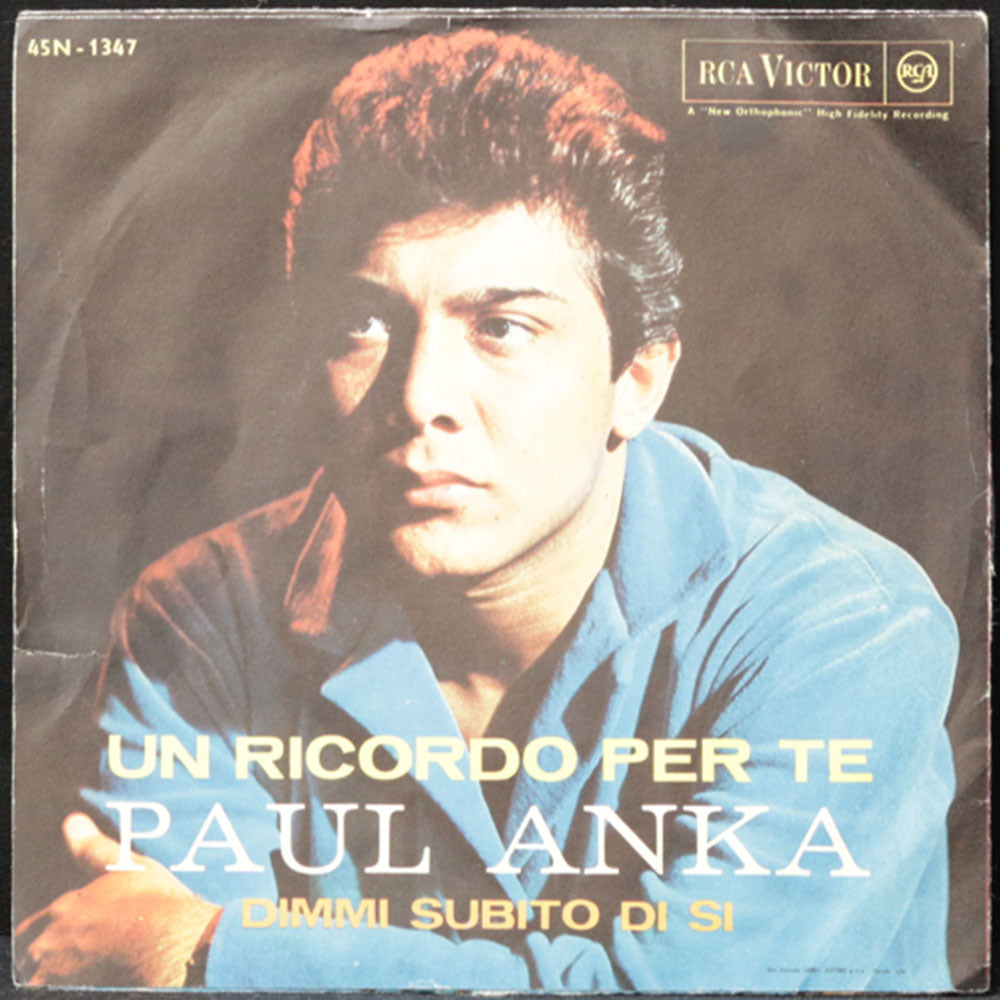 45N-1347
RCA VICTOR RCA
A "New Orthophonic" High Fidelity Recording
UN RICORDO PER TE
PAUL ANKA
DIMMI SUBITO DI SI